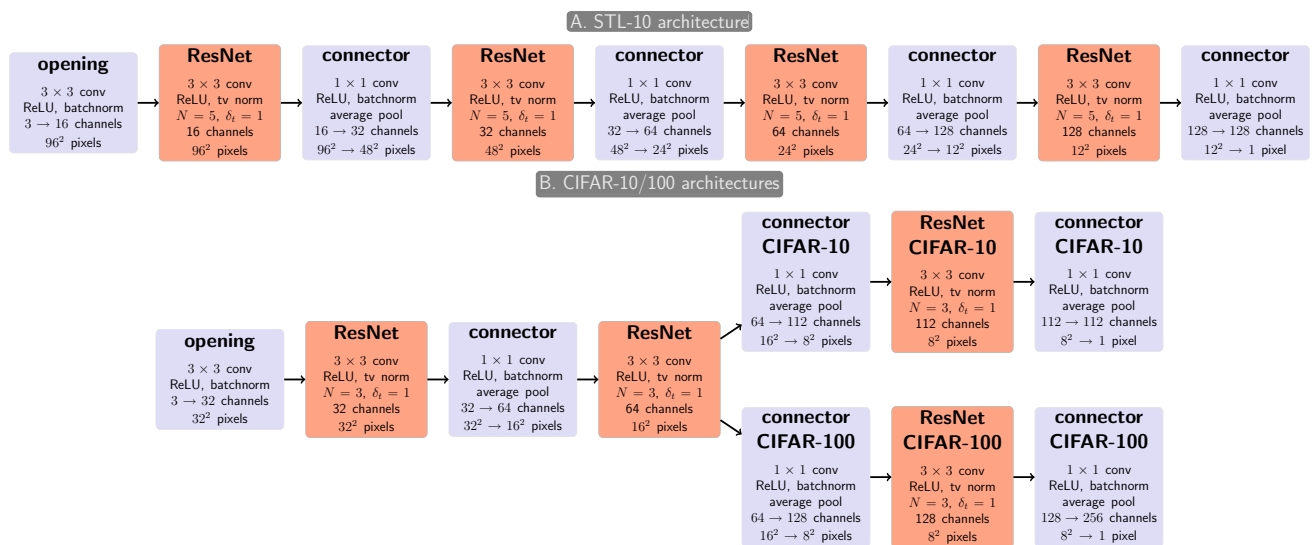 A. STL-10 architecture
opening
3 × 3 conv
ReLU, batchnorm
3 → 16 channels
96² pixels
ResNet
3 × 3 conv
ReLU, tv norm
N = 5, δₜ = 1
16 channels
96² pixels
connector
1 × 1 conv
ReLU, batchnorm
average pool
16 → 32 channels
96² → 48² pixels
ResNet
3 × 3 conv
ReLU, tv norm
N = 5, δₜ = 1
32 channels
48² pixels
connector
1 × 1 conv
ReLU, batchnorm
average pool
32 → 64 channels
48² → 24² pixels
ResNet
3 × 3 conv
ReLU, tv norm
N = 5, δₜ = 1
64 channels
24² pixels
connector
1 × 1 conv
ReLU, batchnorm
average pool
64 → 128 channels
24² → 12² pixels
ResNet
3 × 3 conv
ReLU, tv norm
N = 5, δₜ = 1
128 channels
12² pixels
connector
1 × 1 conv
ReLU, batchnorm
average pool
128 → 128 channels
12² → 1 pixel
B. CIFAR-10/100 architectures
opening
3 × 3 conv
ReLU, batchnorm
3 → 32 channels
32² pixels
ResNet
3 × 3 conv
ReLU, tv norm
N = 3, δₜ = 1
32 channels
32² pixels
connector
1 × 1 conv
ReLU, batchnorm
average pool
32 → 64 channels
32² → 16² pixels
ResNet
3 × 3 conv
ReLU, tv norm
N = 3, δₜ = 1
64 channels
16² pixels
connector
CIFAR-10
1 × 1 conv
ReLU, batchnorm
average pool
64 → 112 channels
16² → 8² pixels
ResNet
CIFAR-10
3 × 3 conv
ReLU, tv norm
N = 3, δₜ = 1
112 channels
8² pixels
connector
CIFAR-10
1 × 1 conv
ReLU, batchnorm
average pool
112 → 112 channels
8² → 1 pixel
connector
CIFAR-100
1 × 1 conv
ReLU, batchnorm
average pool
64 → 128 channels
16² → 8² pixels
ResNet
CIFAR-100
3 × 3 conv
ReLU, tv norm
N = 3, δₜ = 1
128 channels
8² pixels
connector
CIFAR-100
1 × 1 conv
ReLU, batchnorm
average pool
128 → 256 channels
8² → 1 pixel